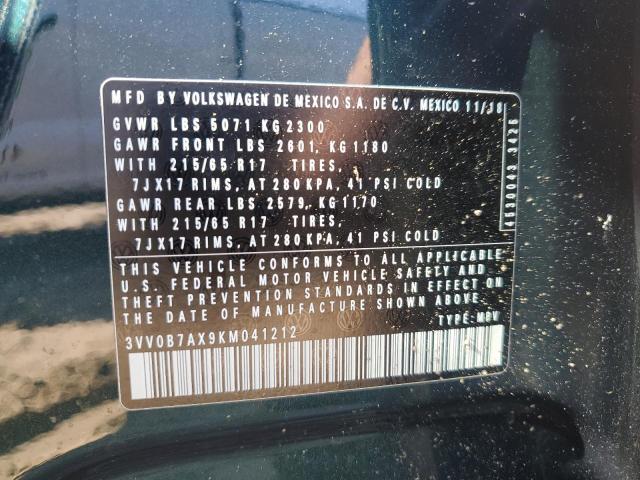 MFD BY VOLKSWAGEN DE MEXICO S.A. DE C.V. MEXICO 11/18
GVWR LBS 5071 KG 2300
GAWR FRONT LBS 2601, KG 1180
WITH 215/65 R17 TIRES,
7JX17 RIMS, AT 280 KPA, 41 PSI COLD
GAWR REAR LBS 2579, KG 1170
WITH 215/65 R17 TIRES,
7JX17 RIMS, AT 280 KPA, 41 PSI COLD
THIS VEHICLE CONFORMS TO ALL APPLICABLE
U.S. FEDERAL MOTOR VEHICLE SAFETY AND
THEFT PREVENTION STANDARDS IN EFFECT ON
THE DATE OF MANUFACTURE SHOWN ABOVE
3VV0B7AX9KM041212
TYPE: MPV
4530043 3426